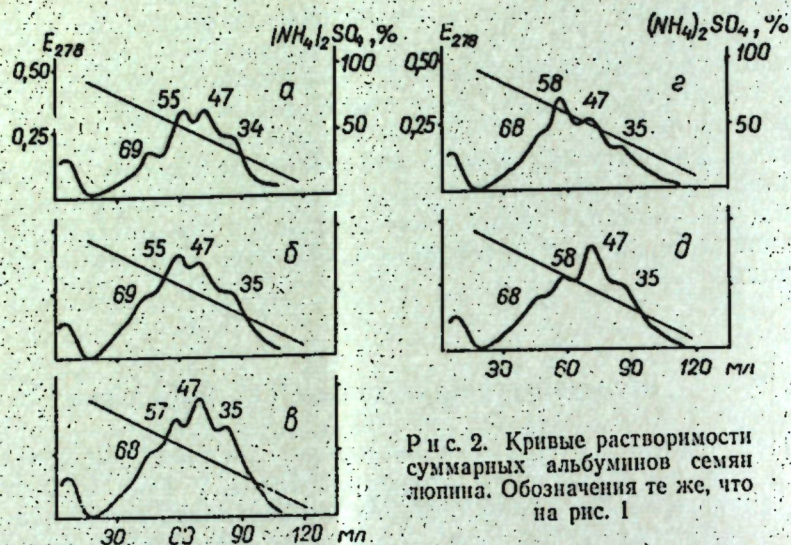 E₂₇₈
(NH₄)₂SO₄, %
0,50
100
55
47
а
0,25
50
69
34
E₂₇₈
(NH₄)₂SO₄, %
0,50
100
58
г
47
0,25
50
68
35
55
47
б
69
35
58
47
д
68
35
30 60 90 120 мл
47
57
35
в
68
30 60 90 120 мл
Рис. 2. Кривые растворимости
суммарных альбуминов семян
люпина. Обозначения те же, что
на рис. 1